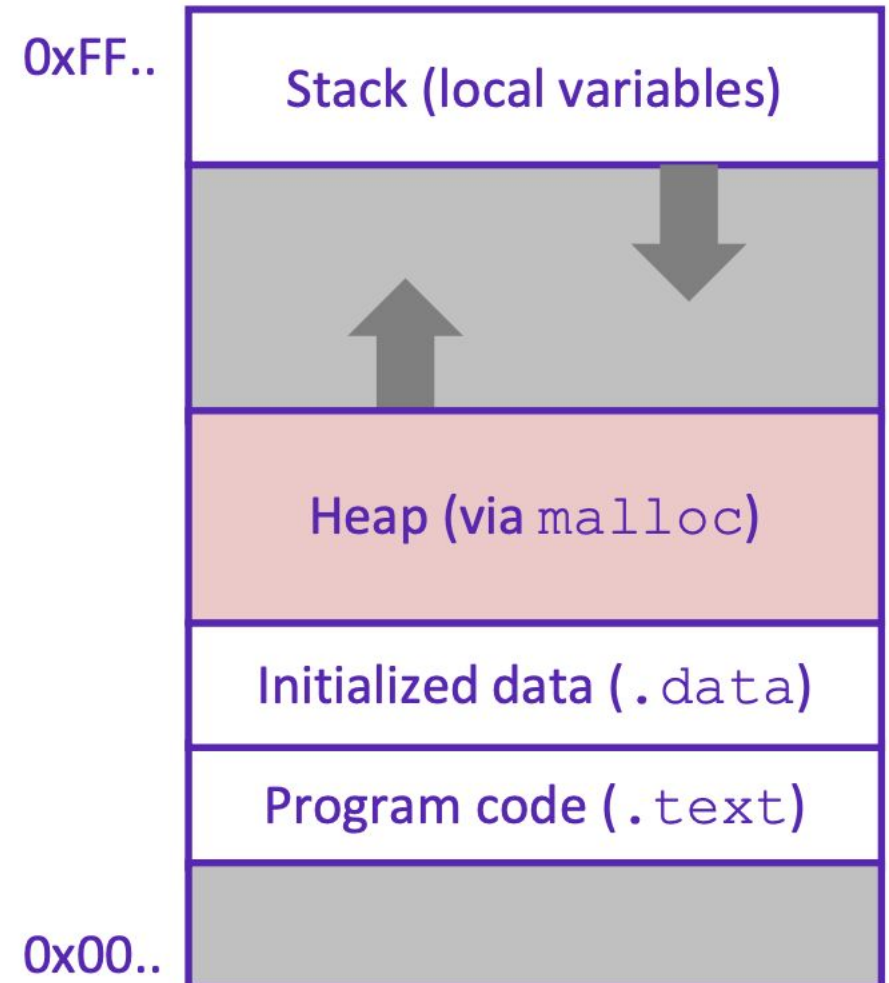 0xFF..
Stack (local variables)
Heap (via malloc)
Initialized data (.data)
Program code (.text)
0x00..